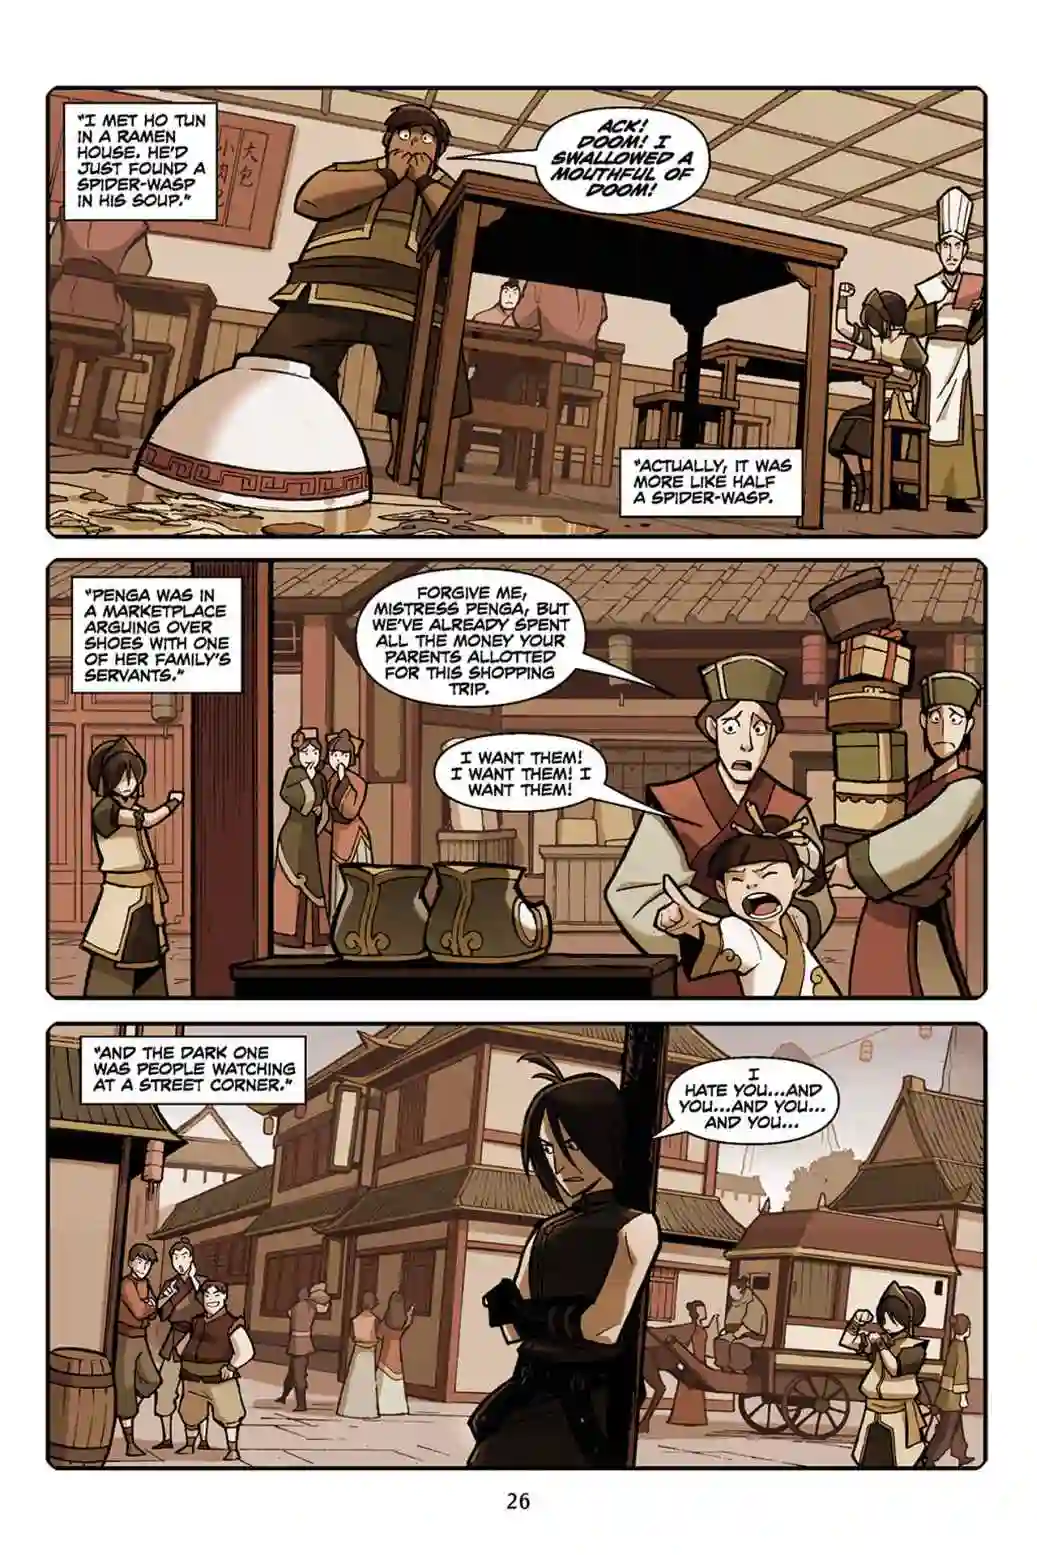 "I MET HO TUN
IN A RAMEN
HOUSE. HE'D
JUST FOUND A
SPIDER-WASP
IN HIS SOUP."
ACK!
DOOM! I
SWALLOWED A
MOUTHFUL OF
DOOM!
大
包
小
"ACTUALLY, IT WAS
MORE LIKE HALF
A SPIDER-WASP.
"PENGA WAS IN
A MARKETPLACE
ARGUING OVER
SHOES WITH ONE
OF HER FAMILY'S
SERVANTS."
FORGIVE ME,
MISTRESS PENGA, BUT
WE'VE ALREADY SPENT
ALL THE MONEY YOUR
PARENTS ALLOTTED
FOR THIS SHOPPING
TRIP.
I WANT THEM!
I WANT THEM! I
WANT THEM!
"AND THE DARK ONE
WAS PEOPLE WATCHING
AT A STREET CORNER."
I
HATE YOU...AND
YOU...AND YOU...
AND YOU...
26